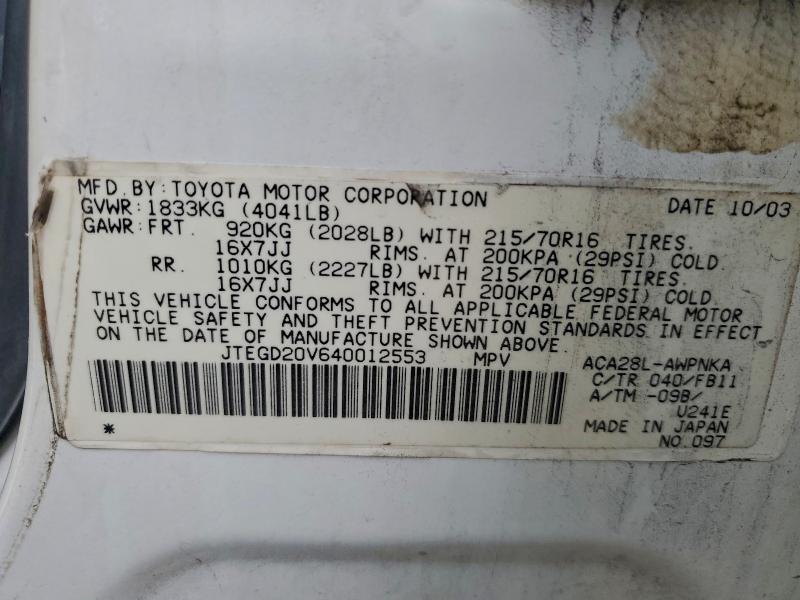 MFD. BY: TOYOTA MOTOR CORPORATION DATE 10/03
GVWR: 1833KG (4041LB)
GAWR: FRT. 920KG (2028LB) WITH 215/70R16 TIRES.
16X7JJ RIMS. AT 200KPA (29PSI) COLD.
RR. 1010KG (2227LB) WITH 215/70R16 TIRES.
16X7JJ RIMS. AT 200KPA (29PSI) COLD.
THIS VEHICLE CONFORMS TO ALL APPLICABLE FEDERAL MOTOR
VEHICLE SAFETY AND THEFT PREVENTION STANDARDS IN EFFECT
ON THE DATE OF MANUFACTURE SHOWN ABOVE.
JTEGD20V640012553 MPV ACA28L-AWPNKA
C/TR 040/FB11
A/TM -09B/
U241E
* MADE IN JAPAN
NO. 097